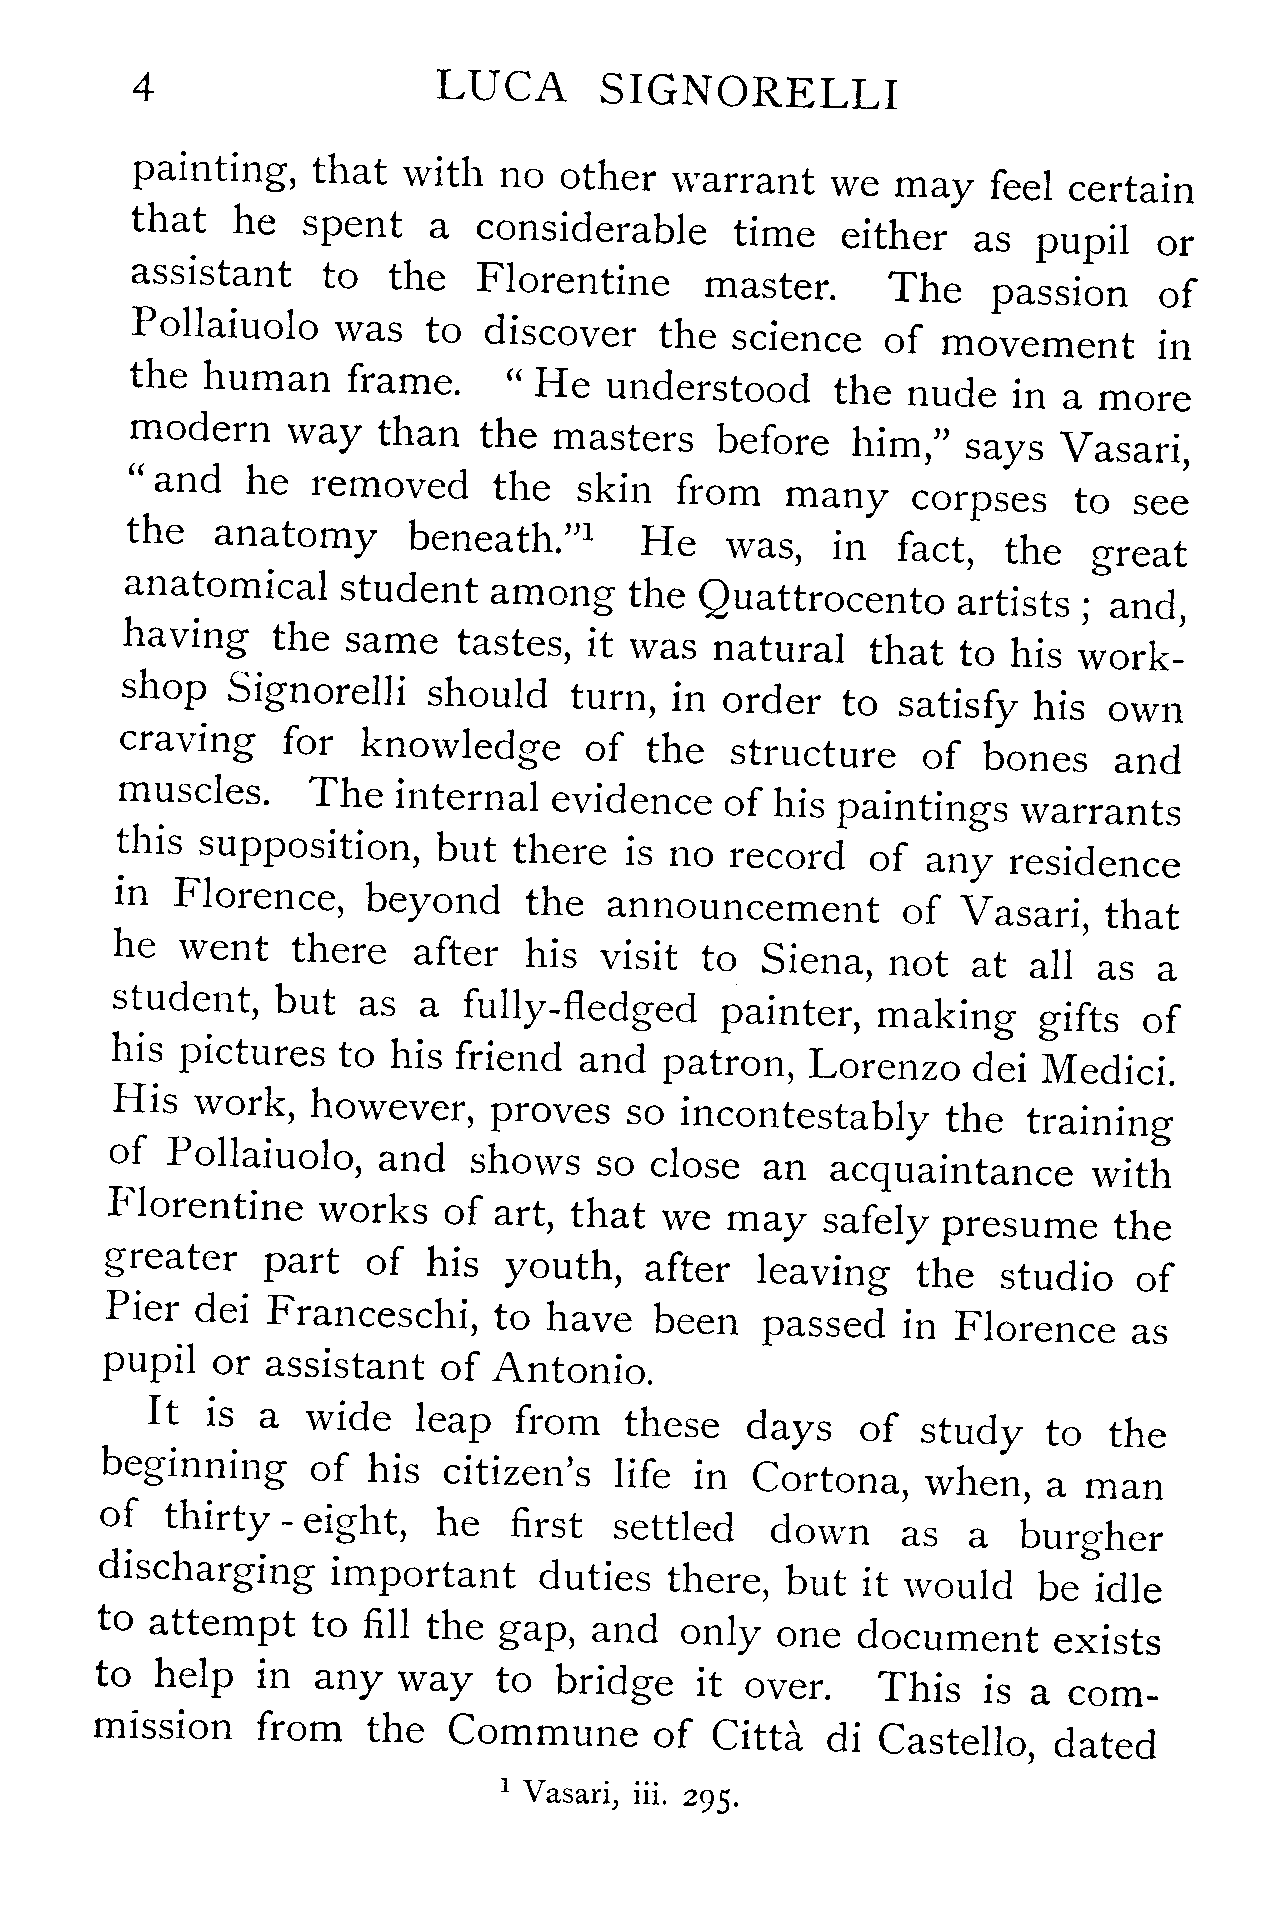 4 LUCA SIGNORELLI
painting, that with no other warrant we may feel certain
that he spent a considerable time either as pupil or
assistant to the Florentine master. The passion of
Pollaiuolo was to discover the science of movement in
the human frame. “ He understood the nude in a more
modern way than the masters before him,” says Vasari,
“ and he removed the skin from many corpses to see
the anatomy beneath.”¹ He was, in fact, the great
anatomical student among the Quattrocento artists ; and,
having the same tastes, it was natural that to his work-
shop Signorelli should turn, in order to satisfy his own
craving for knowledge of the structure of bones and
muscles. The internal evidence of his paintings warrants
this supposition, but there is no record of any residence
in Florence, beyond the announcement of Vasari, that
he went there after his visit to Siena, not at all as a
student, but as a fully-fledged painter, making gifts of
his pictures to his friend and patron, Lorenzo dei Medici.
His work, however, proves so incontestably the training
of Pollaiuolo, and shows so close an acquaintance with
Florentine works of art, that we may safely presume the
greater part of his youth, after leaving the studio of
Pier dei Franceschi, to have been passed in Florence as
pupil or assistant of Antonio.
It is a wide leap from these days of study to the
beginning of his citizen’s life in Cortona, when, a man
of thirty - eight, he first settled down as a burgher
discharging important duties there, but it would be idle
to attempt to fill the gap, and only one document exists
to help in any way to bridge it over. This is a com-
mission from the Commune of Città di Castello, dated
¹ Vasari, iii. 295.